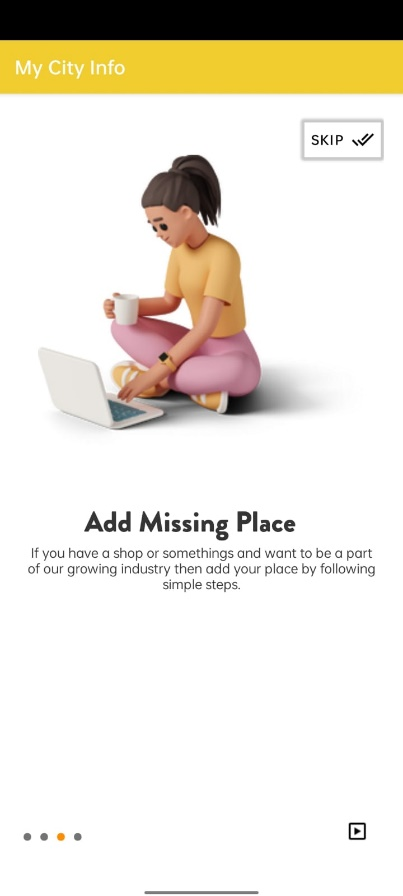 My City Info
SKIP
Add Missing Place
If you have a shop or somethings and want to be a part
of our growing industry then add your place by following
simple steps.